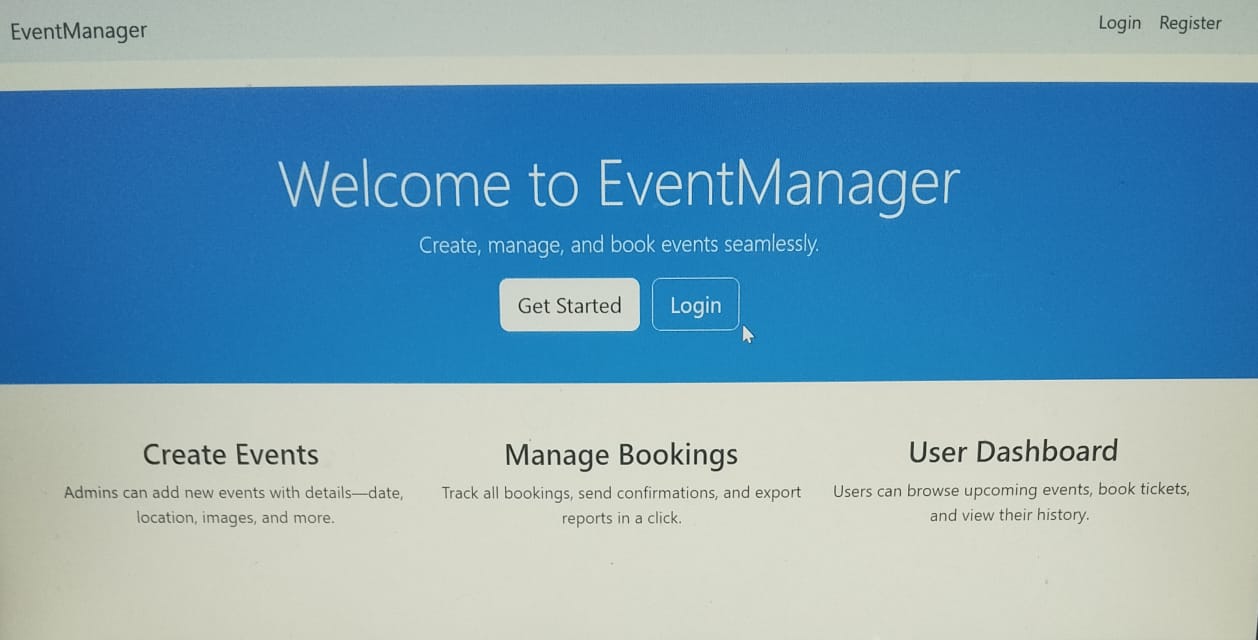 EventManager
Login Register
Welcome to EventManager
Create, manage, and book events seamlessly.
Get Started
Login
Create Events
Admins can add new events with details—date,
location, images, and more.
Manage Bookings
Track all bookings, send confirmations, and export
reports in a click.
User Dashboard
Users can browse upcoming events, book tickets,
and view their history.